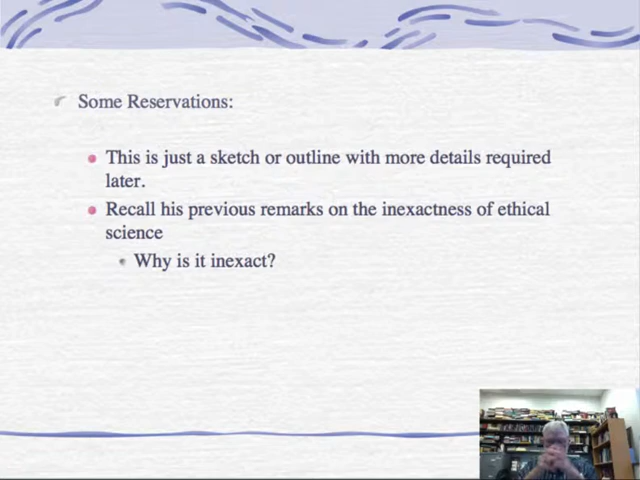 Some Reservations:
This is just a sketch or outline with more details required
later.
Recall his previous remarks on the inexactness of ethical
science
Why is it inexact?